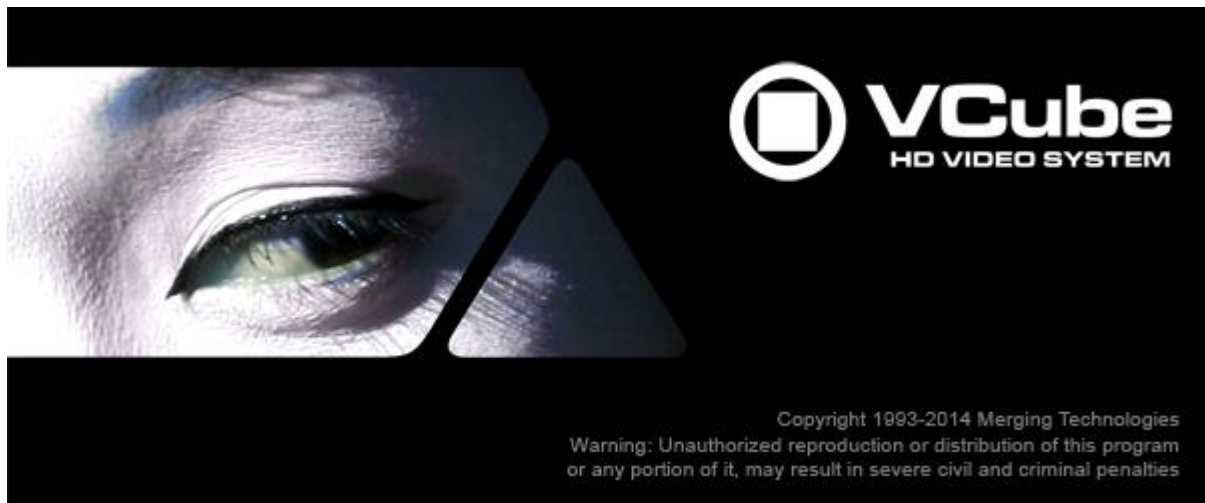 VCube
HD VIDEO SYSTEM
Copyright 1993-2014 Merging Technologies
Warning: Unauthorized reproduction or distribution of this program
or any portion of it, may result in severe civil and criminal penalties